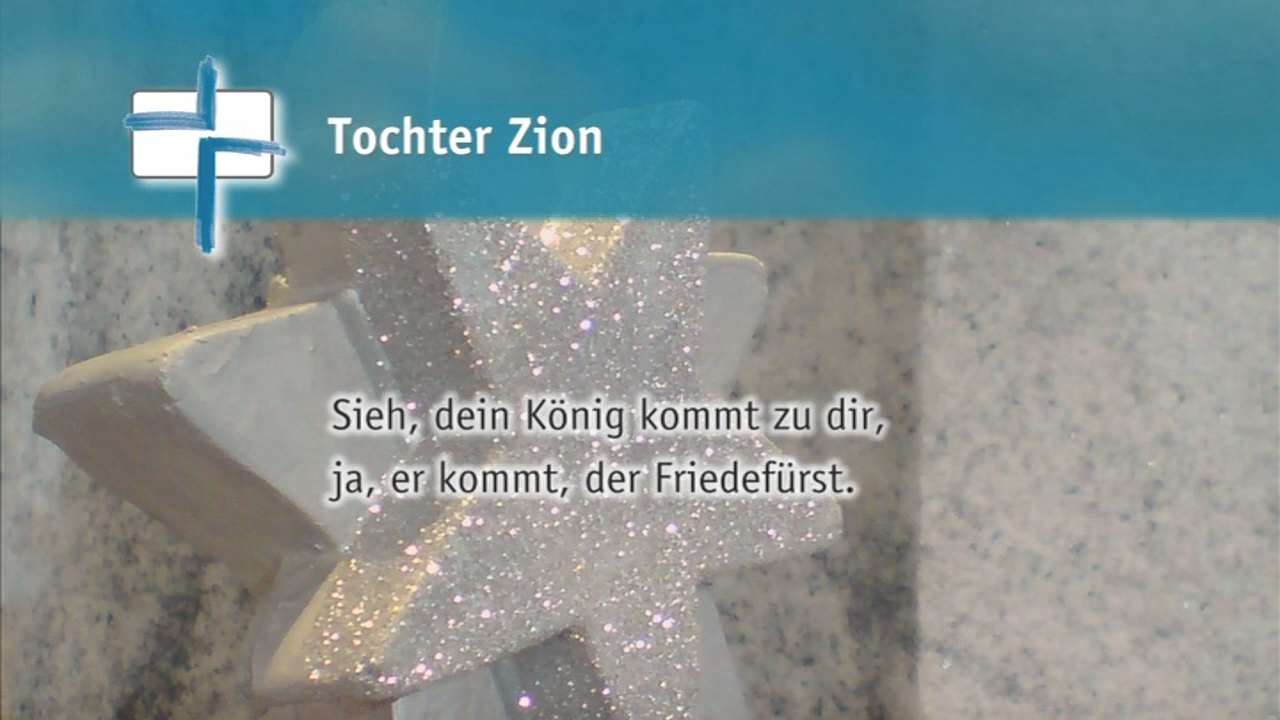 Tochter Zion
Sieh, dein König kommt zu dir,
ja, er kommt, der Friedefürst.